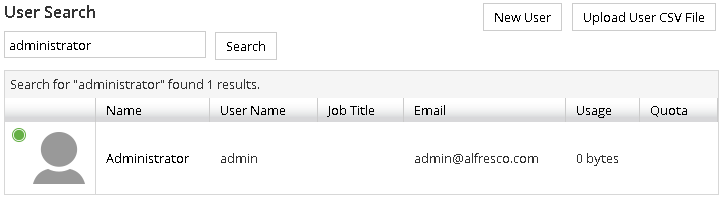 User Search
New User Upload User CSV File
administrator Search
Search for "administrator" found 1 results.
Name User Name Job Title Email Usage Quota
Administrator admin admin@alfresco.com 0 bytes